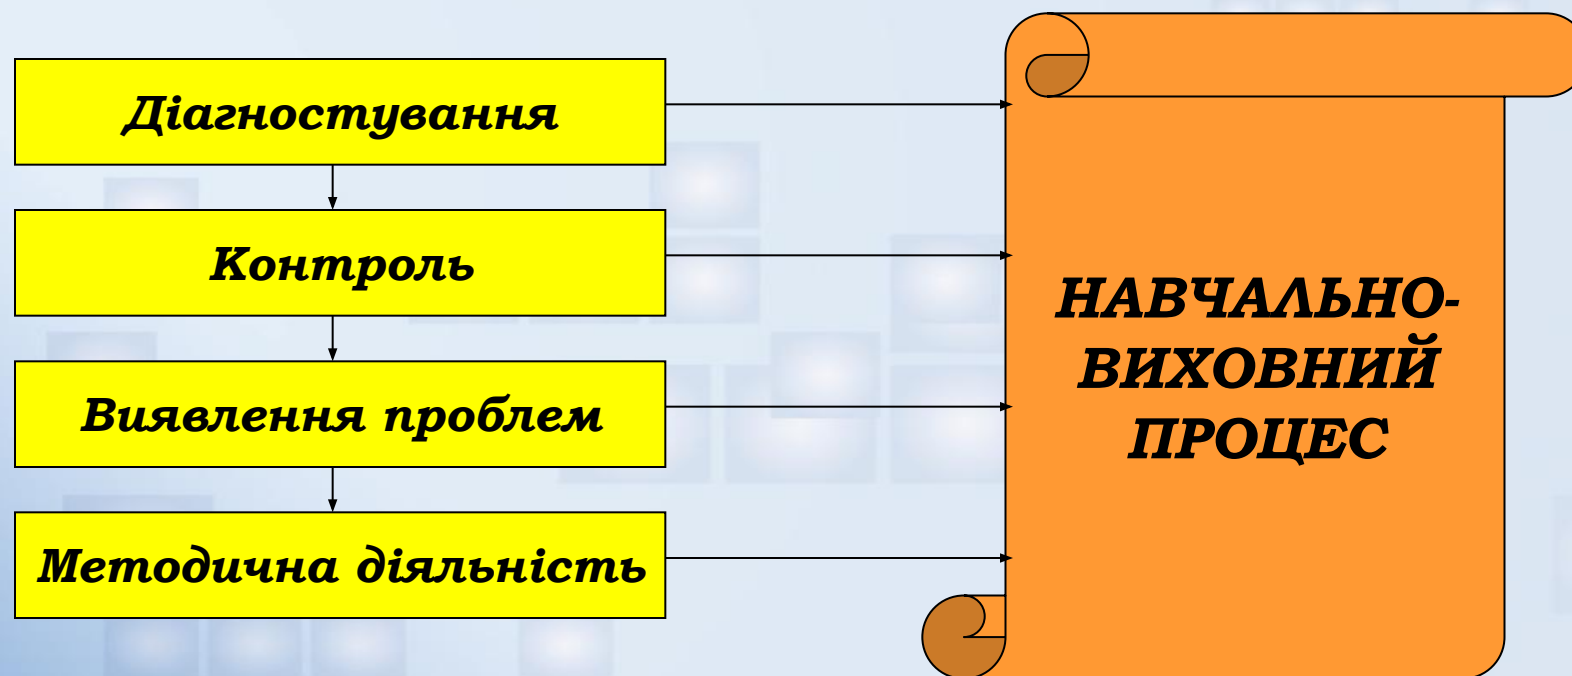 Діагностування
Контроль
Виявлення проблем
Методична діяльність
НАВЧАЛЬНО-
ВИХОВНИЙ
ПРОЦЕС